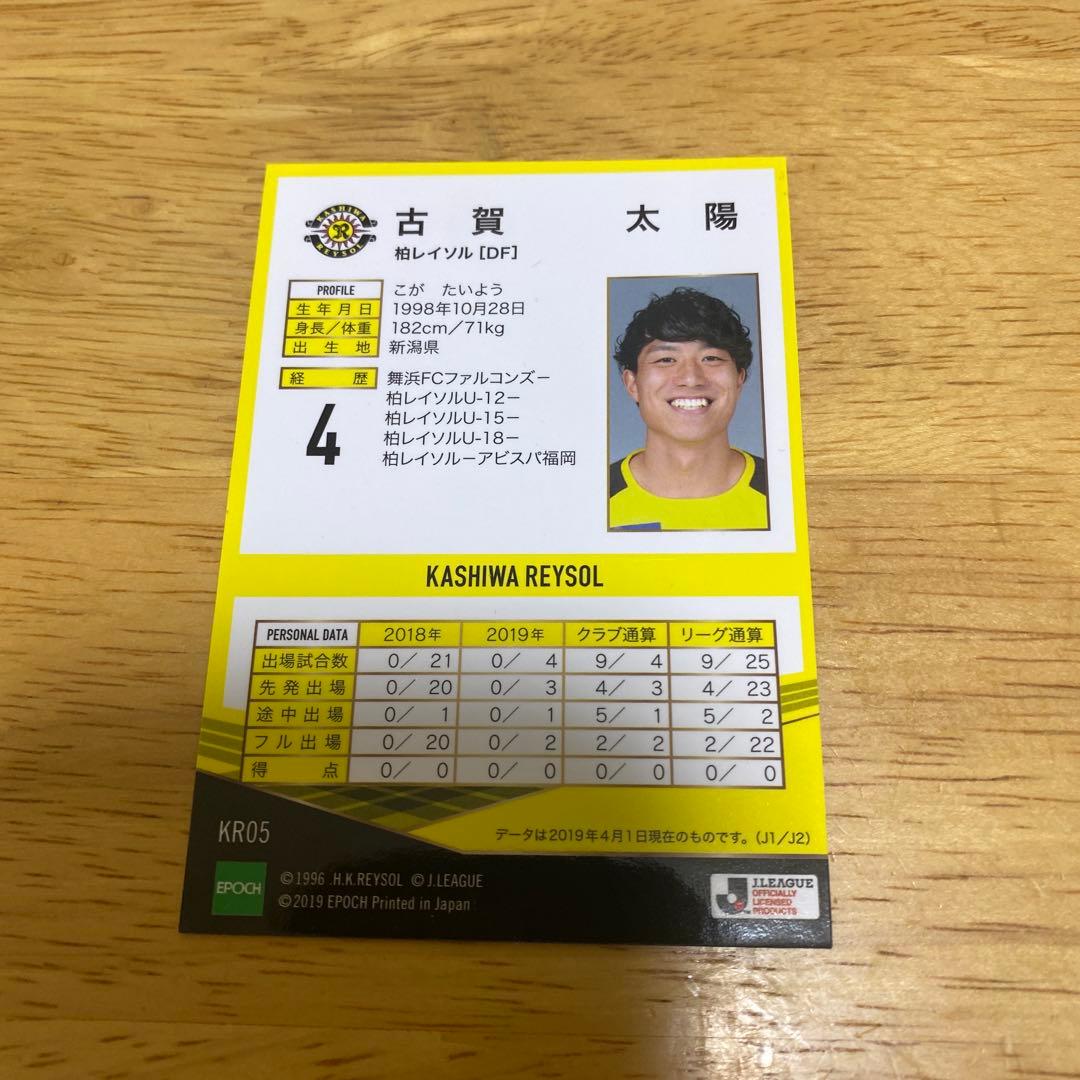 KASHIWA
R
REYSOL
古賀 太陽
柏レイソル [DF]
PROFILE こが たいよう
生年月日 1998年10月28日
身長／体重 182cm／71kg
出生地 新潟県
経歴 舞浜FCファルコンズー
柏レイソルU-12ー
柏レイソルU-15ー
柏レイソルU-18ー
柏レイソルーアビスパ福岡
4
KASHIWA REYSOL
PERSONAL DATA 2018年 2019年 クラブ通算 リーグ通算
出場試合数 0／ 21 0／ 4 9／ 4 9／ 25
先発出場 0／ 20 0／ 3 4／ 3 4／ 23
途中出場 0／ 1 0／ 1 5／ 1 5／ 2
フル出場 0／ 20 0／ 2 2／ 2 2／ 22
得点 0／ 0 0／ 0 0／ 0 0／ 0
データは2019年4月1日現在のものです。（J1／J2）
KR05
EPOCH
©1996 .H.K.REYSOL ©J.LEAGUE
©2019 EPOCH Printed in Japan
J.LEAGUE
OFFICIALLY
LICENSED
PRODUCTS